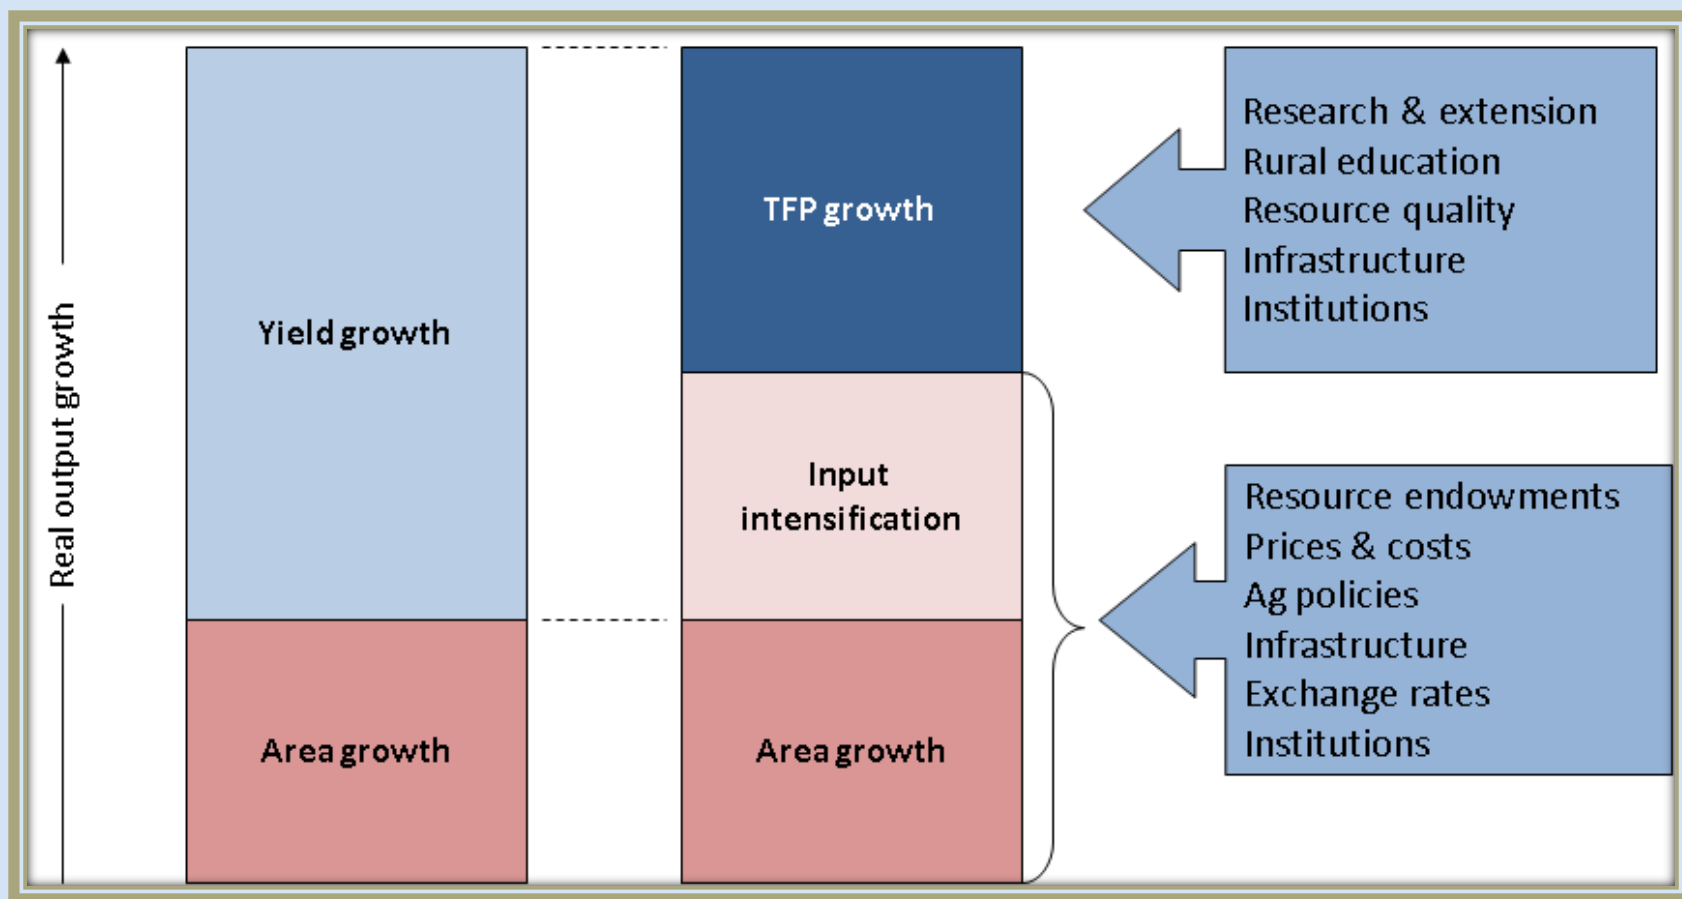 Real output growth
Yield growth
Area growth
TFP growth
Input
intensification
Area growth
Research & extension
Rural education
Resource quality
Infrastructure
Institutions
Resource endowments
Prices & costs
Ag policies
Infrastructure
Exchange rates
Institutions